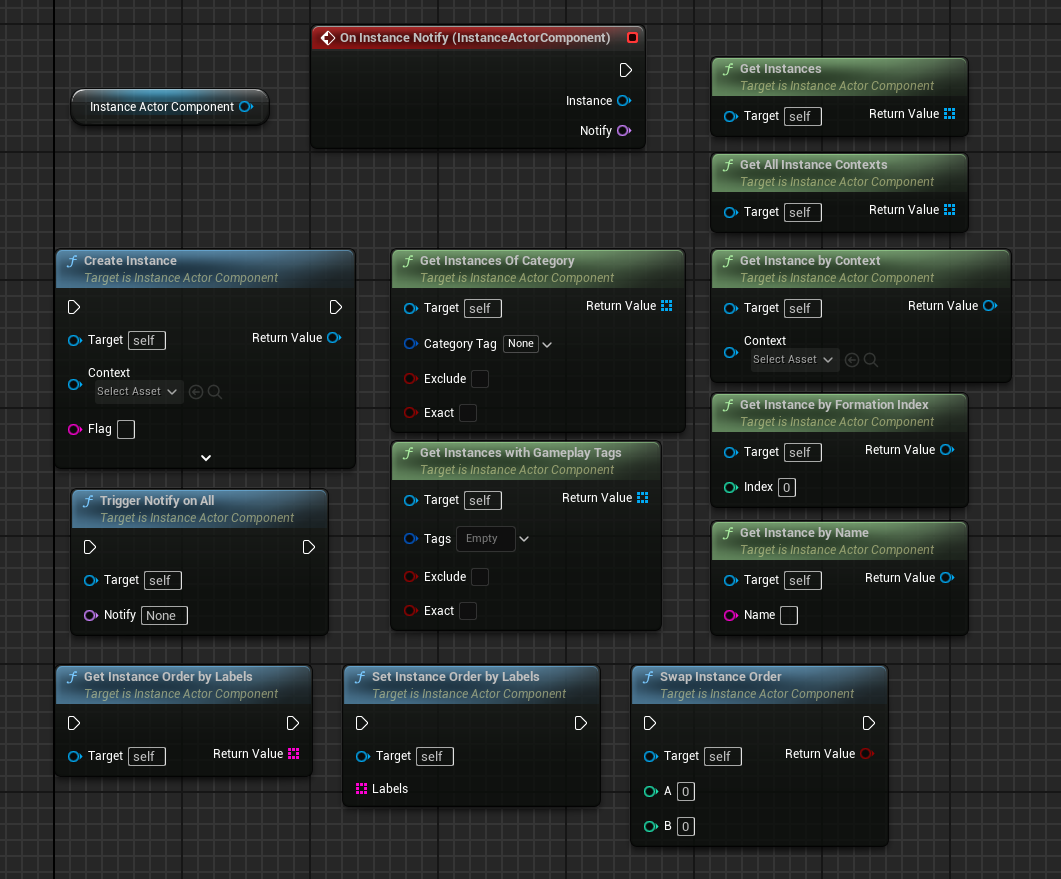 On Instance Notify (InstanceActorComponent)
Instance
Notify
Instance Actor Component
Get Instances
Target is Instance Actor Component
Target self Return Value
Get All Instance Contexts
Target is Instance Actor Component
Target self Return Value
Create Instance
Target is Instance Actor Component
Target self Return Value
Context
Select Asset
Flag
Get Instances Of Category
Target is Instance Actor Component
Target self Return Value
Category Tag None
Exclude
Exact
Get Instance by Context
Target is Instance Actor Component
Target self Return Value
Context
Select Asset
Get Instance by Formation Index
Target is Instance Actor Component
Target self Return Value
Index 0
Get Instances with Gameplay Tags
Target is Instance Actor Component
Target self Return Value
Tags Empty
Exclude
Exact
Trigger Notify on All
Target is Instance Actor Component
Target self
Notify None
Get Instance by Name
Target is Instance Actor Component
Target self Return Value
Name
Get Instance Order by Labels
Target is Instance Actor Component
Target self Return Value
Set Instance Order by Labels
Target is Instance Actor Component
Target self
Labels
Swap Instance Order
Target is Instance Actor Component
Target self Return Value
A 0
B 0